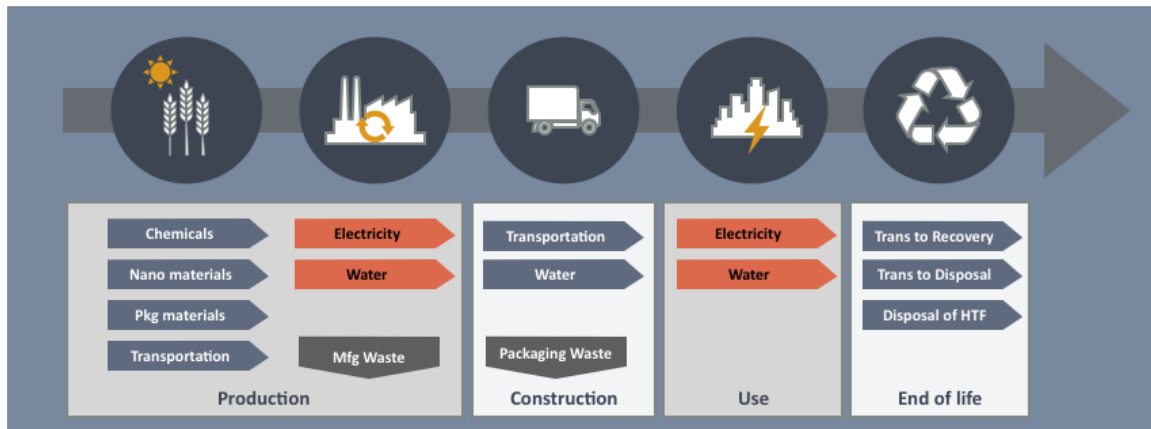 Chemicals
Nano materials
Pkg materials
Transportation
Electricity
Water
Mfg Waste
Production
Transportation
Water
Packaging Waste
Construction
Electricity
Water
Use
Trans to Recovery
Trans to Disposal
Disposal of HTF
End of life